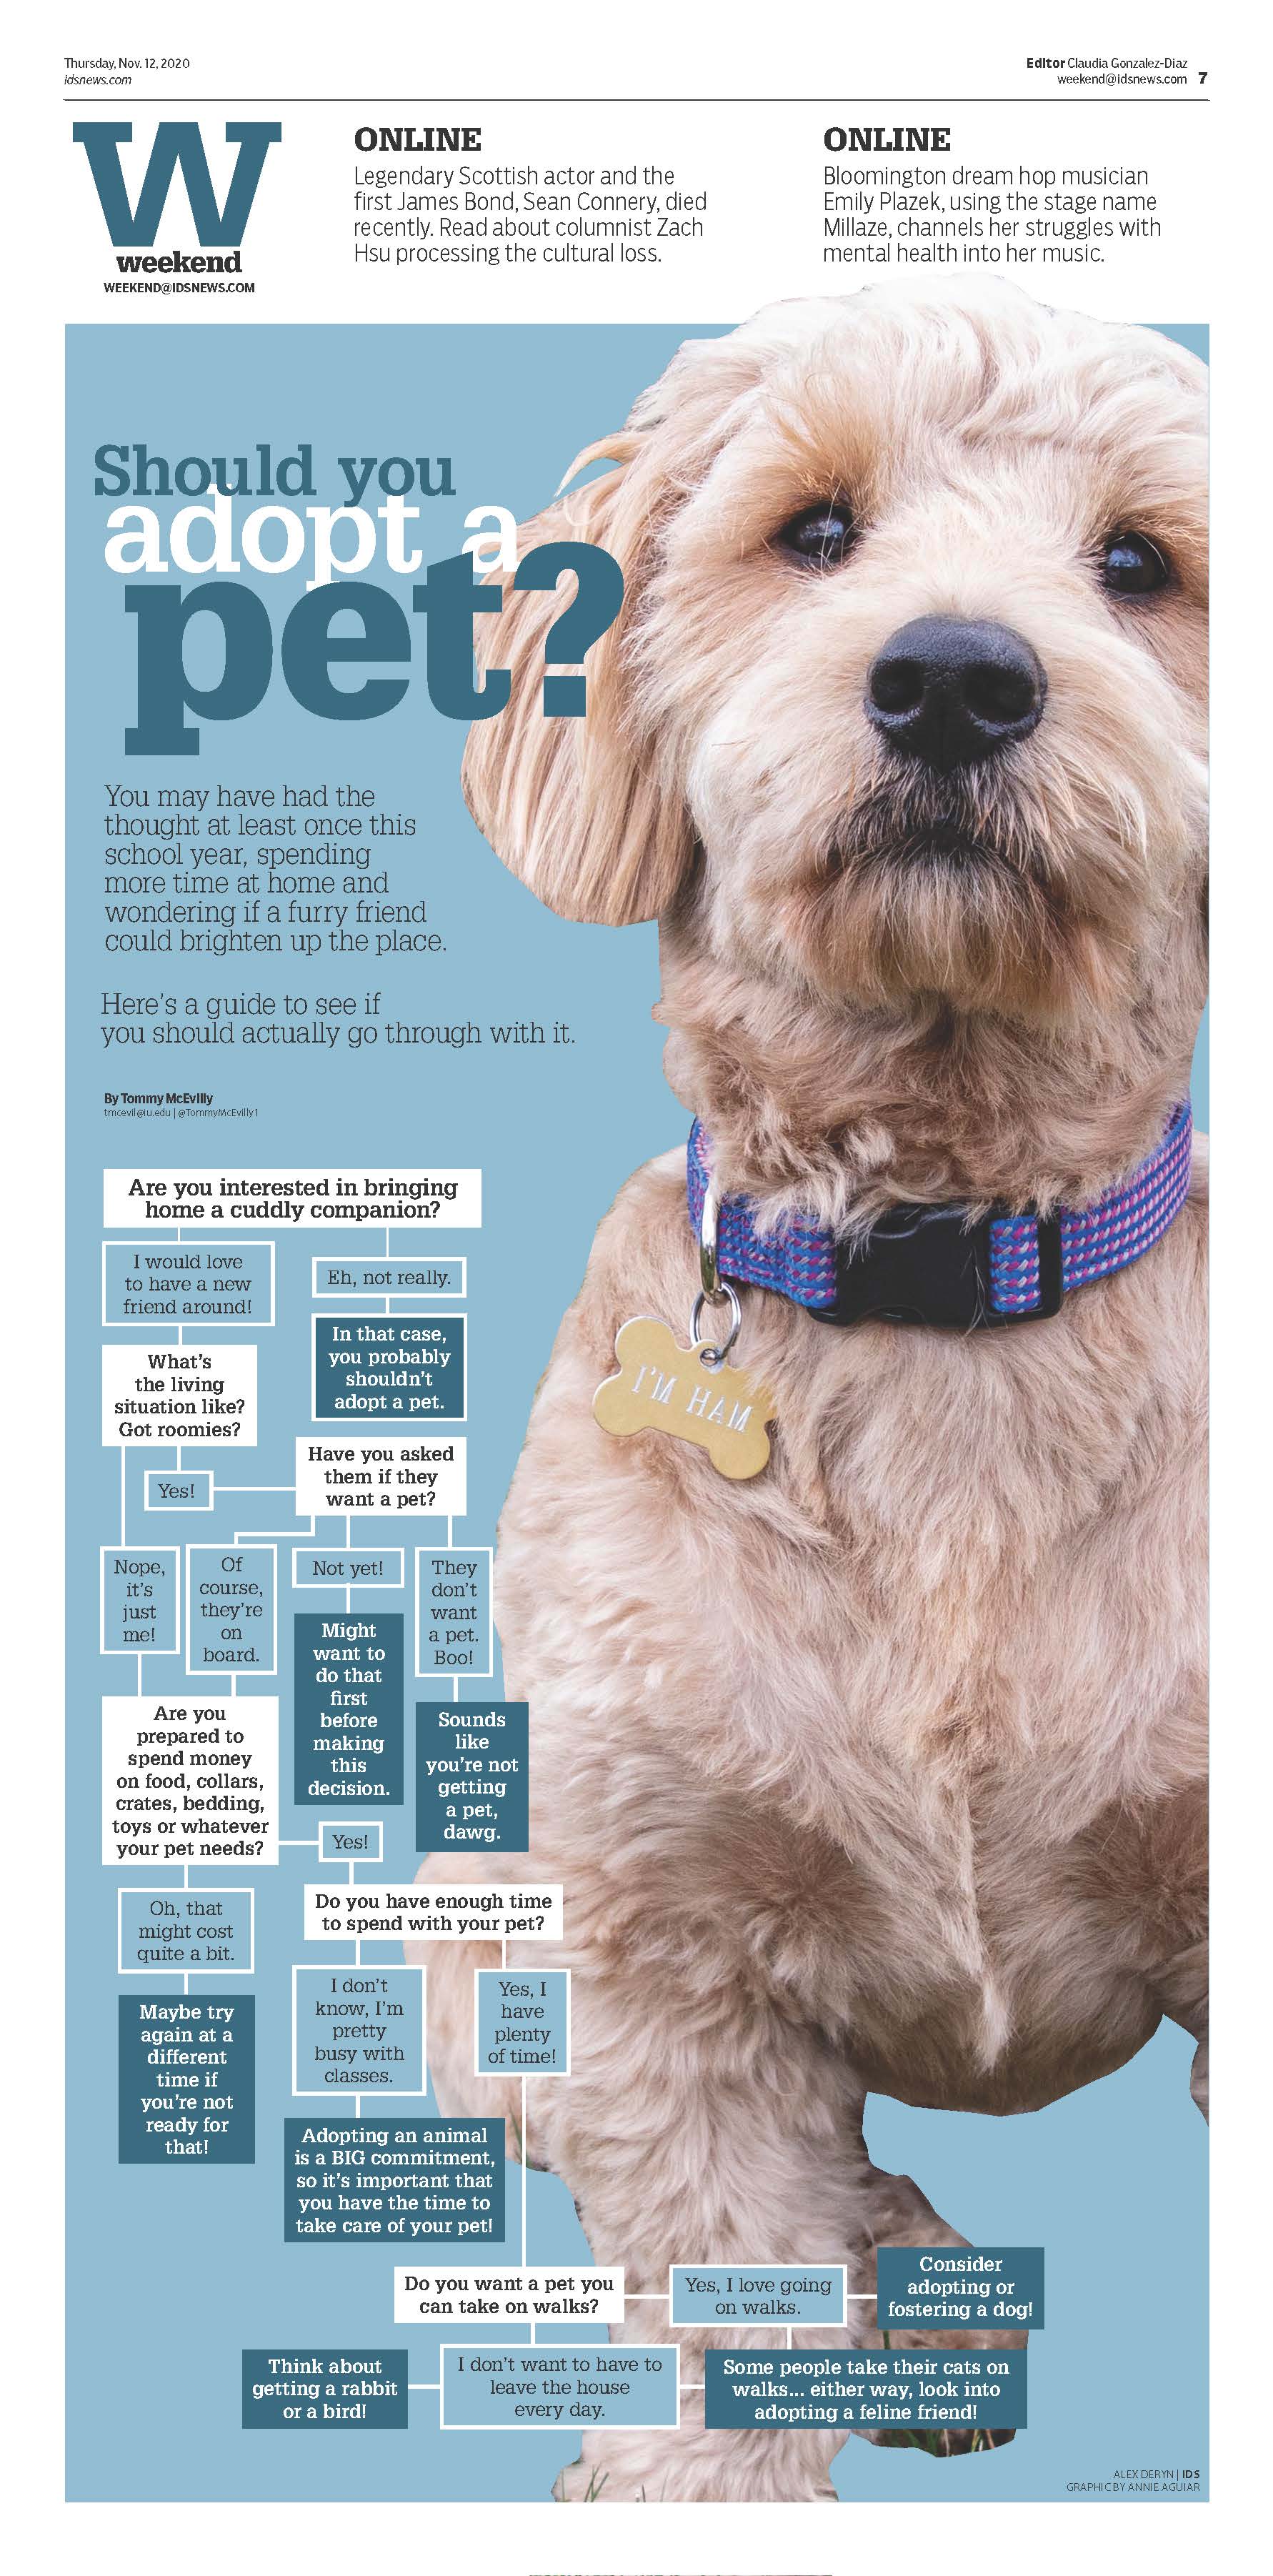 Thursday, Nov. 12, 2020
idsnews.com
Editor Claudia Gonzalez-Diaz
weekend@idsnews.com 7
W
weekend
WEEKEND@IDSNEWS.COM
ONLINE
Legendary Scottish actor and the
first James Bond, Sean Connery, died
recently. Read about columnist Zach
Hsu processing the cultural loss.
ONLINE
Bloomington dream hop musician
Emily Plazek, using the stage name
Millaze, channels her struggles with
mental health into her music.
Should you
adopt a
pet?
You may have had the
thought at least once this
school year, spending
more time at home and
wondering if a furry friend
could brighten up the place.
Here's a guide to see if
you should actually go through with it.
By Tommy McEvilly
tmcevil@iu.edu | @TommyMcEvilly1
Are you interested in bringing
home a cuddly companion?
I would love
to have a new
friend around!
Eh, not really.
In that case,
you probably
shouldn't
adopt a pet.
What's
the living
situation like?
Got roomies?
Yes!
Have you asked
them if they
want a pet?
Nope,
it's
just
me!
Of
course,
they're
on
board.
Not yet!
Might
want to
do that
first
before
making
this
decision.
They
don't
want
a pet.
Boo!
Sounds
like
you're not
getting
a pet,
dawg.
Are you
prepared to
spend money
on food, collars,
crates, bedding,
toys or whatever
your pet needs?
Yes!
Oh, that
might cost
quite a bit.
Maybe try
again at a
different
time if
you're not
ready for
that!
Do you have enough time
to spend with your pet?
I don't
know, I'm
pretty
busy with
classes.
Yes, I
have
plenty
of time!
Adopting an animal
is a BIG commitment,
so it's important that
you have the time to
take care of your pet!
Do you want a pet you
can take on walks?
Yes, I love going
on walks.
Consider
adopting or
fostering a dog!
Think about
getting a rabbit
or a bird!
I don't want to have to
leave the house
every day.
Some people take their cats on
walks... either way, look into
adopting a feline friend!
I'M HAM
ALEX DERYN | IDS
GRAPHIC BY ANNIE AGUIAR